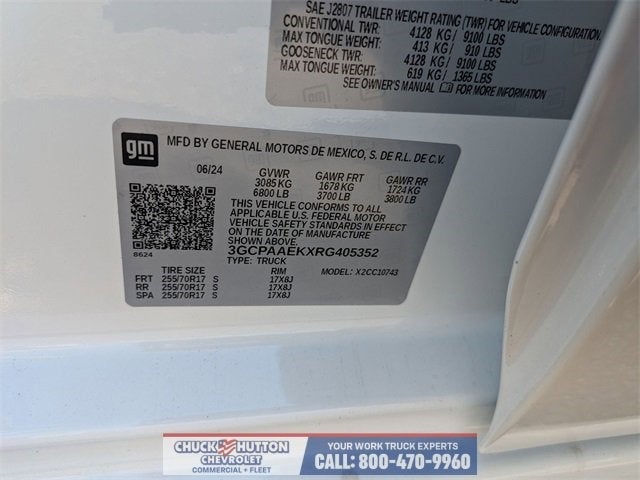 SAE J2807 TRAILER WEIGHT RATING (TWR) FOR VEHICLE CONFIGURATION.
CONVENTIONAL TWR: 4128 KG / 9100 LBS
MAX TONGUE WEIGHT: 413 KG / 910 LBS
GOOSENECK TWR: 4128 KG / 9100 LBS
MAX TONGUE WEIGHT: 619 KG / 1365 LBS
SEE OWNER'S MANUAL FOR MORE INFORMATION
gm MFD BY GENERAL MOTORS DE MEXICO, S. DE R.L. DE C.V.
06/24 GVWR GAWR FRT GAWR RR
3085 KG 1678 KG 1724 KG
6800 LB 3700 LB 3800 LB
THIS VEHICLE CONFORMS TO ALL
APPLICABLE U.S. FEDERAL MOTOR
VEHICLE SAFETY STANDARDS IN EFFECT
ON THE DATE OF MANUFACTURE
SHOWN ABOVE.
3GCPAAEKXRG405352
8624
TYPE: TRUCK MODEL: X2CC10743
TIRE SIZE RIM
FRT 255/70R17 S 17X8J
RR 255/70R17 S 17X8J
SPA 255/70R17 S 17X8J
CHUCK HUTTON
CHEVROLET
COMMERCIAL • FLEET
YOUR WORK TRUCK EXPERTS
CALL: 800-470-9960